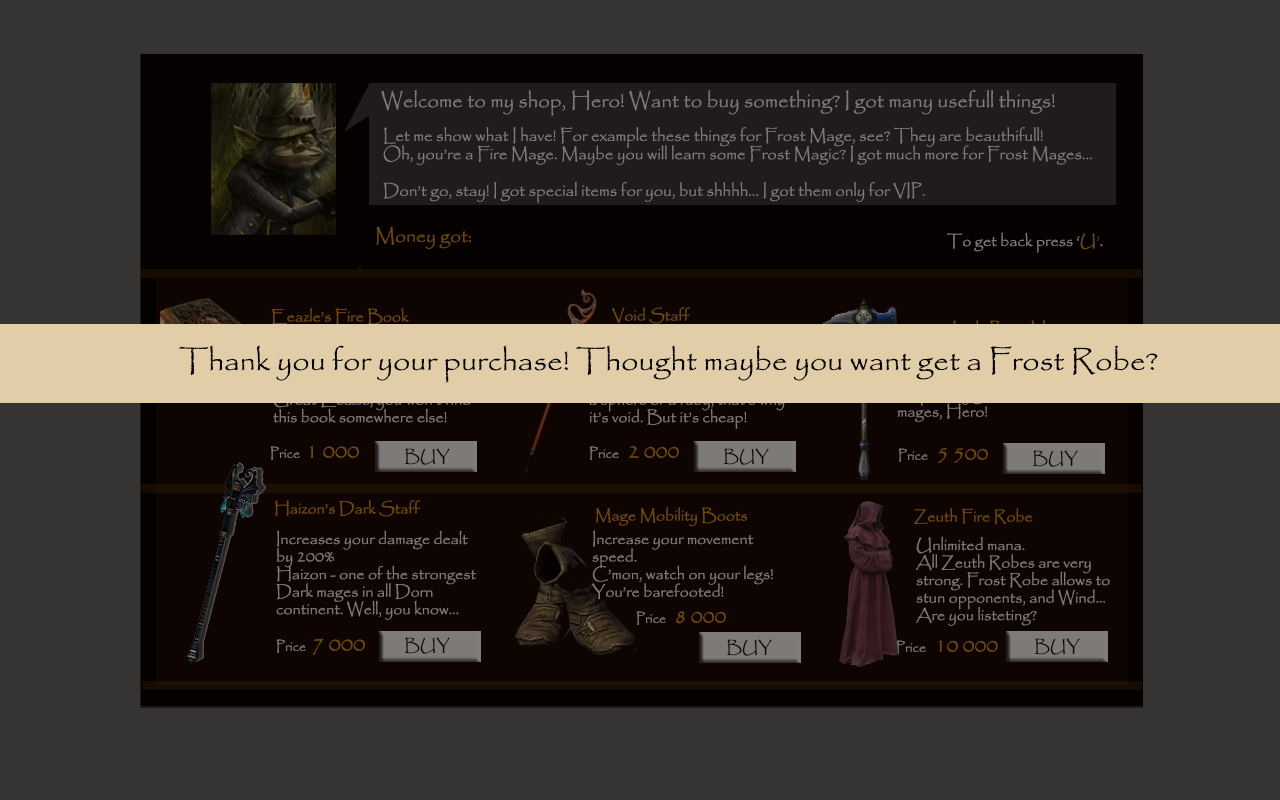 Welcome to my shop, Hero! Want to buy something? I got many usefull things!
Let me show what I have! For example these things for Frost Mage, see? They are beauthifull!
Oh, you're a Fire Mage. Maybe you will learn some Frost Magic? I got much more for Frost Mages...
Don't go, stay! I got special items for you, but shhhh... I got them only for VIP.
Money got:
To get back press 'U'.
Eeazle's Fire Book
Void Staff
Thank you for your purchase! Thought maybe you want get a Frost Robe?
this book somewhere else!
it's void. But it's cheap!
mages, Hero!
Price 1 000 BUY
Price 2 000 BUY
Price 5 500 BUY
Haizon's Dark Staff
Increases your damage dealt
by 200%
Haizon - one of the strongest
Dark mages in all Dorn
continent. Well, you know...
Price 7 000 BUY
Mage Mobility Boots
Increase your movement
speed.
C'mon, watch on your legs!
You're barefooted!
Price 8 000
BUY
Zeuth Fire Robe
Unlimited mana.
All Zeuth Robes are very
strong. Frost Robe allows to
stun opponents, and Wind...
Are you listeting?
Price 10 000 BUY